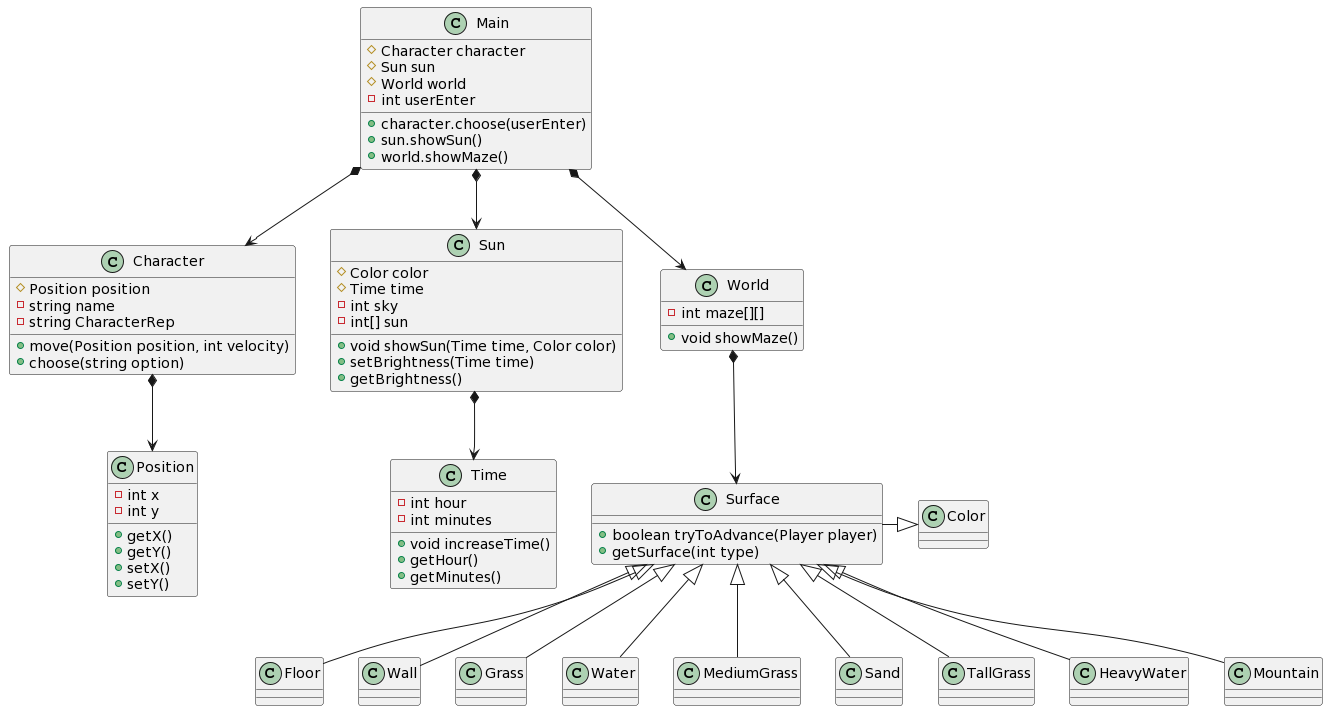 C Main
Character character
Sun sun
World world
int userEnter
character.choose(userEnter)
sun.showSun()
world.showMaze()
C Character
Position position
string name
string CharacterRep
move(Position position, int velocity)
choose(string option)
C Sun
Color color
Time time
int sky
int[] sun
void showSun(Time time, Color color)
setBrightness(Time time)
getBrightness()
C World
int maze[][]
void showMaze()
C Position
int x
int y
getX()
getY()
setX()
setY()
C Time
int hour
int minutes
void increaseTime()
getHour()
getMinutes()
C Surface
boolean tryToAdvance(Player player)
getSurface(int type)
C Color
C Floor
C Wall
C Grass
C Water
C MediumGrass
C Sand
C TallGrass
C HeavyWater
C Mountain